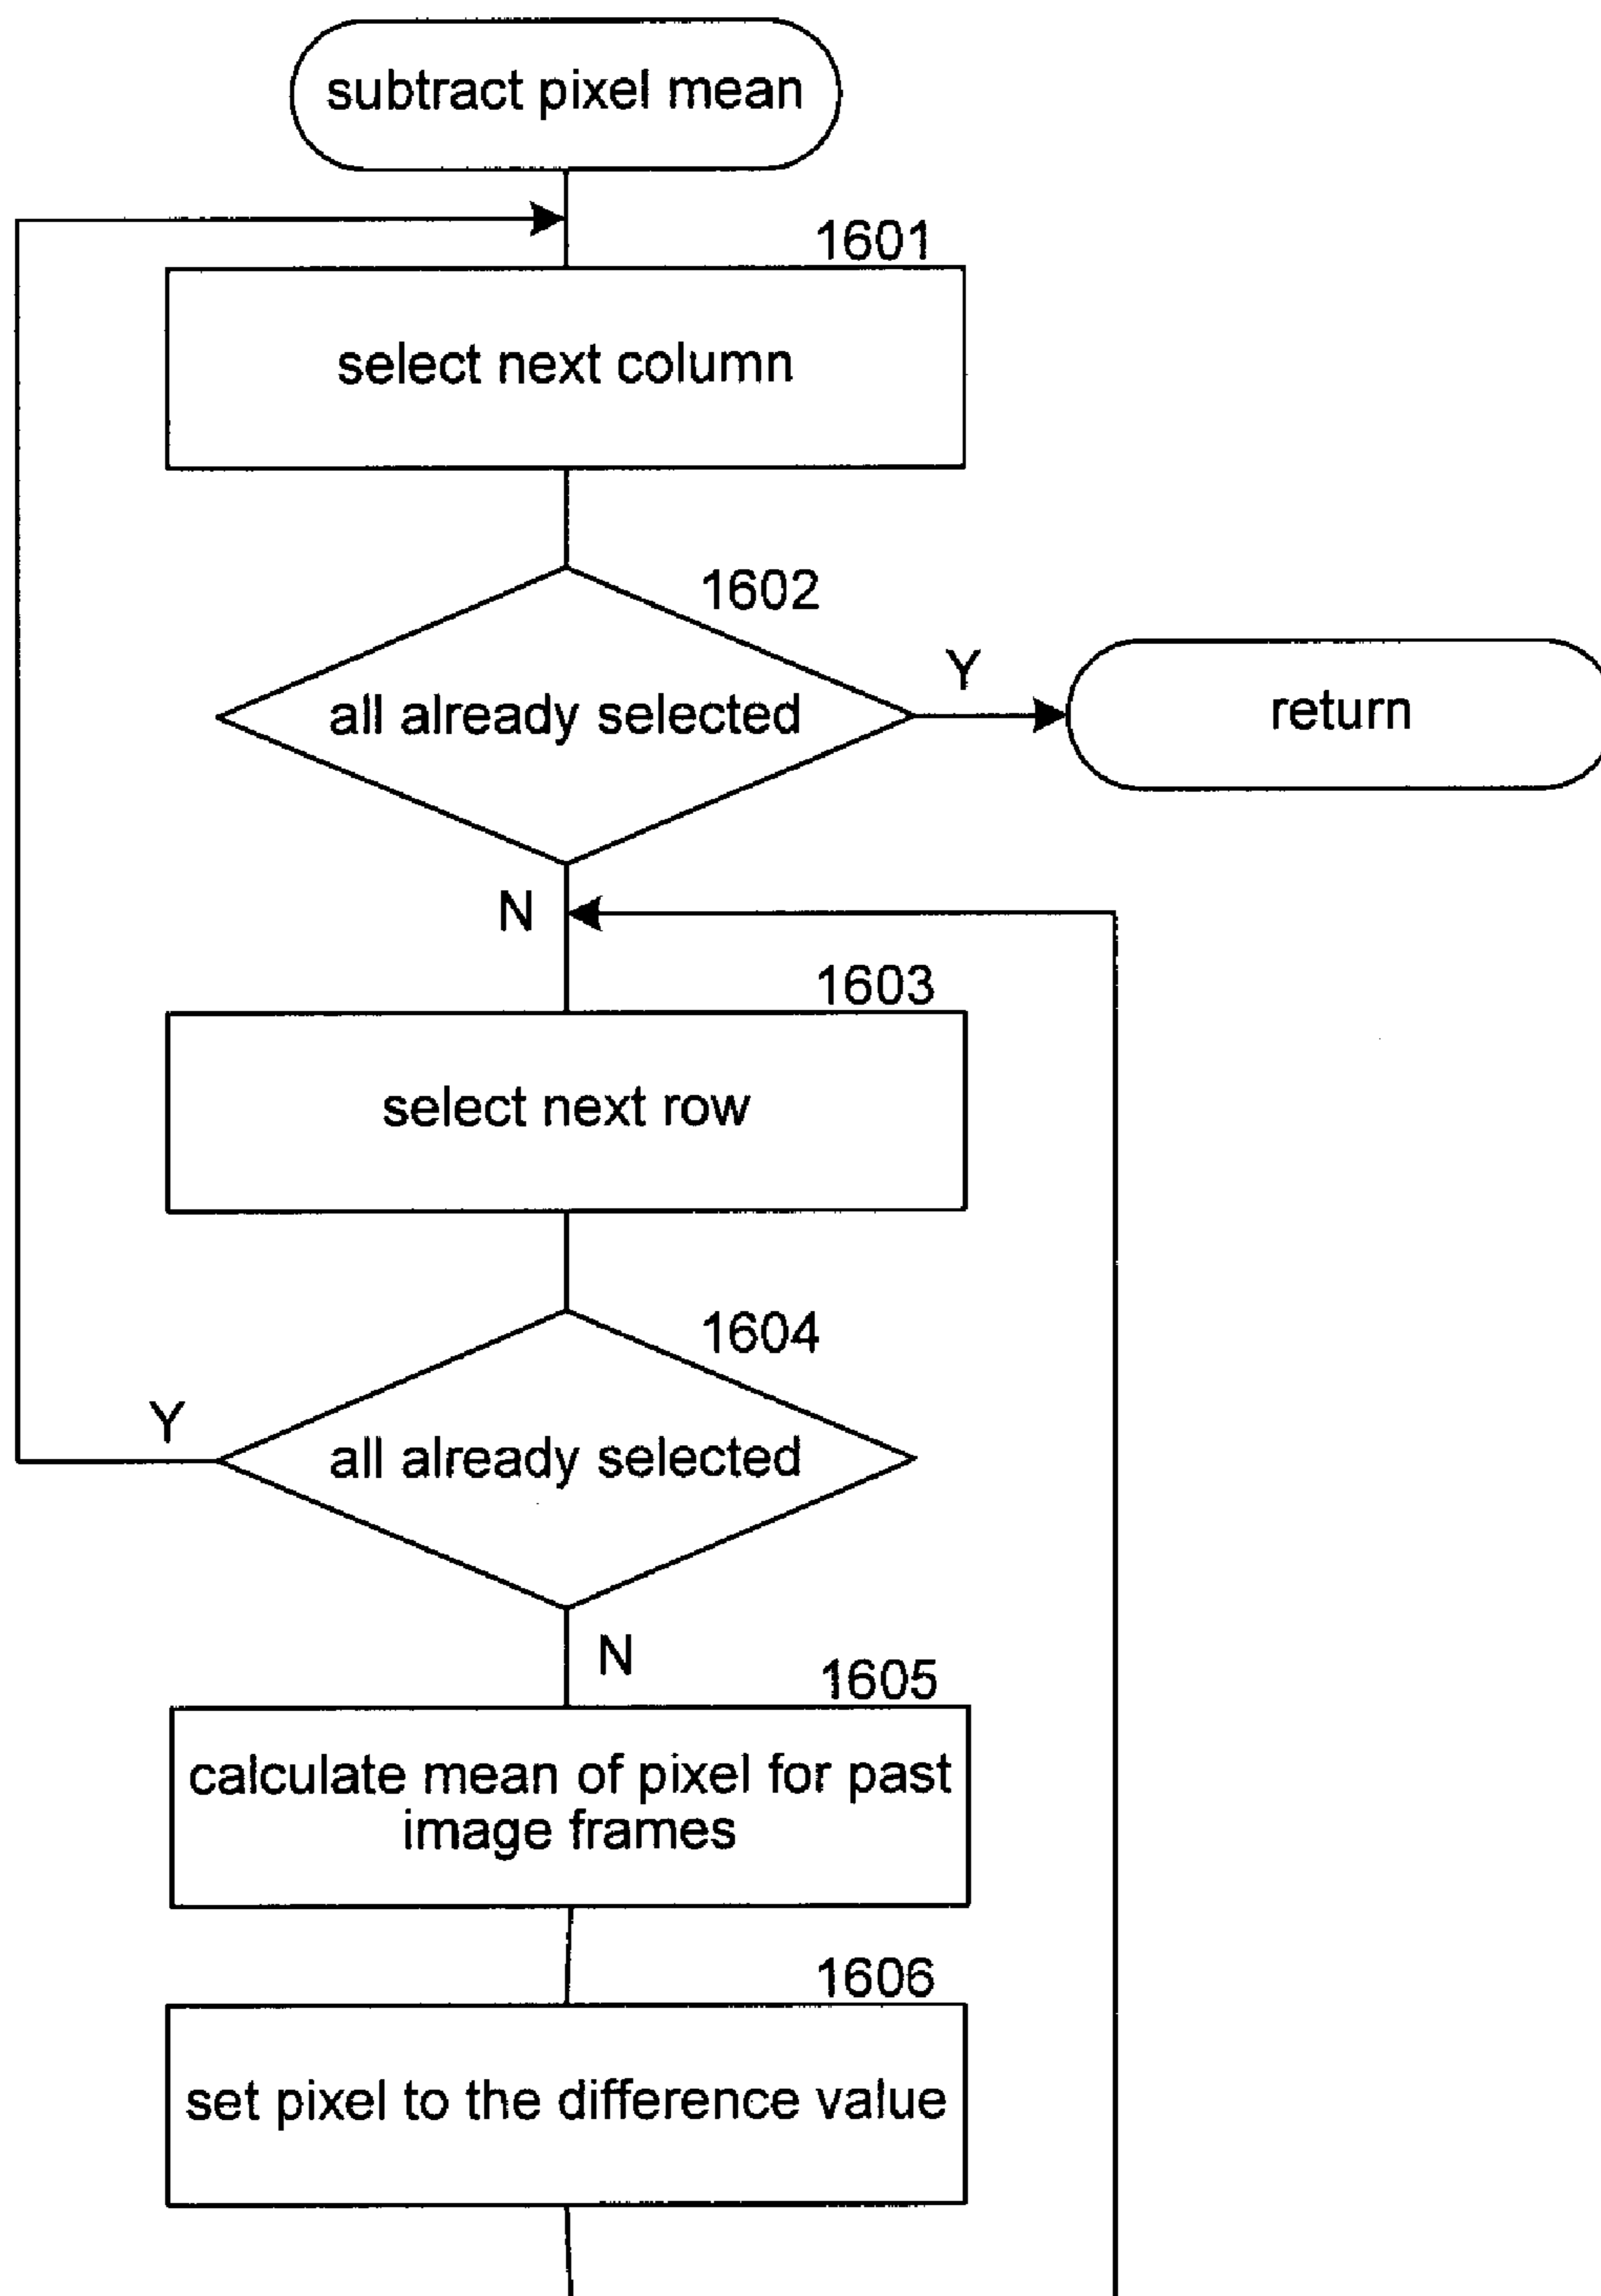 subtract pixel mean
1601
select next column
1602
all already selected
Y
return
N
1603
select next row
1604
Y
all already selected
N
1605
calculate mean of pixel for past
image frames
1606
set pixel to the difference value